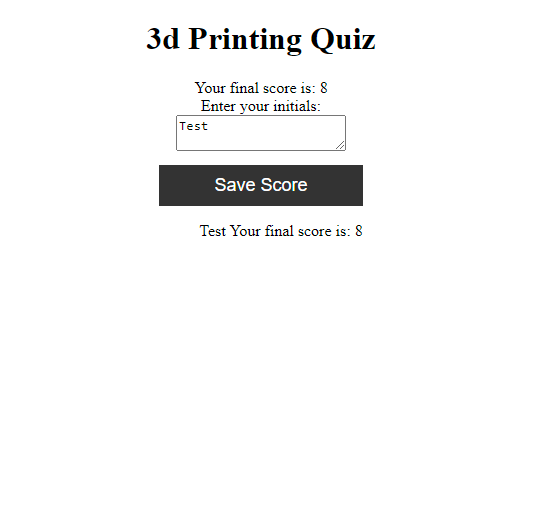 3d Printing Quiz
Your final score is: 8
Enter your initials:
Test
Save Score
Test Your final score is: 8